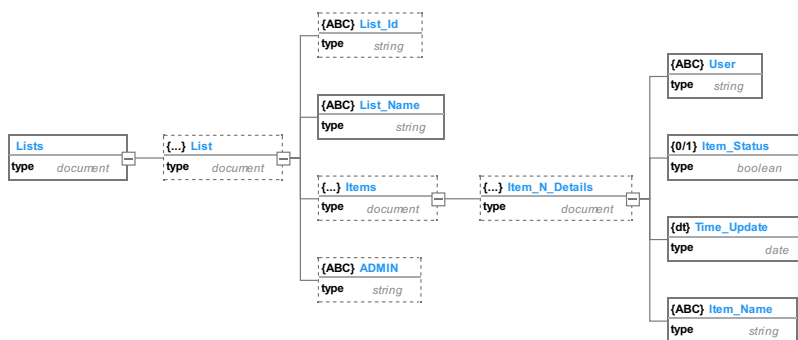 {ABC} List_Id
type string
{ABC} List_Name
type string
Lists
type document
{...} List
type document
{...} Items
type document
{ABC} ADMIN
type string
{...} Item_N_Details
type document
{ABC} User
type string
{0/1} Item_Status
type boolean
{dt} Time_Update
type date
{ABC} Item_Name
type string